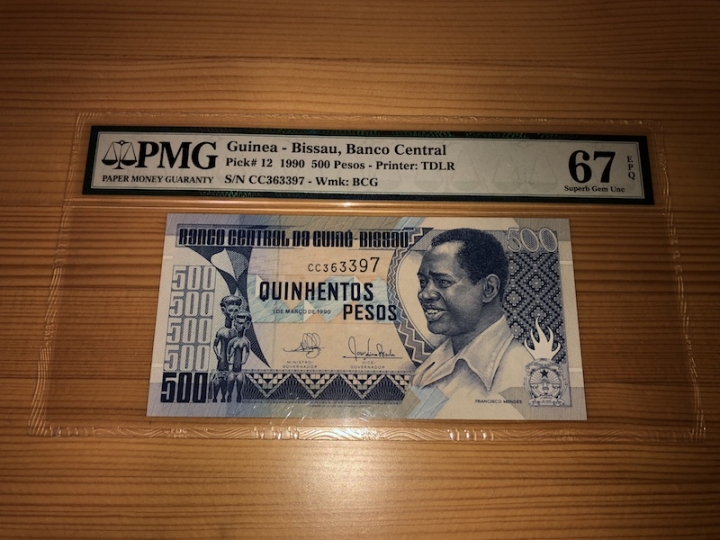 PMG
PAPER MONEY GUARANTY
Guinea - Bissau, Banco Central
Pick# 12 1990 500 Pesos - Printer: TDLR
S/N CC363397 - Wmk: BCG
67
EPQ
Superb Gem Unc
BANCO CENTRAL DA GUINÉ-BISSAU
500
CC363397
500
500
500
500
500
QUINHENTOS
PESOS
1 DE MARÇO DE 1990
MINISTRO-
GOVERNADOR
VICE-
GOVERNADOR
FRANCISCO MENDES